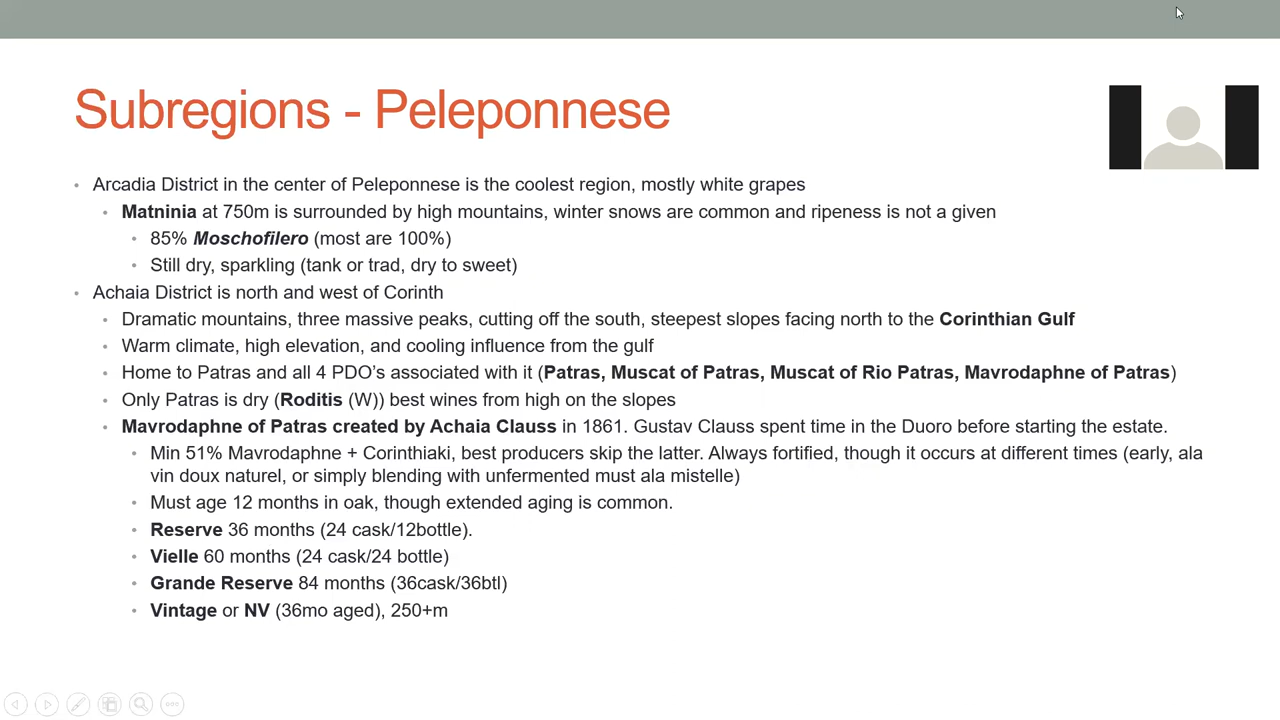 Subregions - Peleponnese
• Arcadia District in the center of Peleponnese is the coolest region, mostly white grapes
• Matninia at 750m is surrounded by high mountains, winter snows are common and ripeness is not a given
• 85% Moschofilero (most are 100%)
• Still dry, sparkling (tank or trad, dry to sweet)
• Achaia District is north and west of Corinth
• Dramatic mountains, three massive peaks, cutting off the south, steepest slopes facing north to the Corinthian Gulf
• Warm climate, high elevation, and cooling influence from the gulf
• Home to Patras and all 4 PDO's associated with it (Patras, Muscat of Patras, Muscat of Rio Patras, Mavrodaphne of Patras)
• Only Patras is dry (Roditis (W)) best wines from high on the slopes
• Mavrodaphne of Patras created by Achaia Clauss in 1861. Gustav Clauss spent time in the Duoro before starting the estate.
• Min 51% Mavrodaphne + Corinthiaki, best producers skip the latter. Always fortified, though it occurs at different times (early, ala
vin doux naturel, or simply blending with unfermented must ala mistelle)
• Must age 12 months in oak, though extended aging is common.
• Reserve 36 months (24 cask/12bottle).
• Vielle 60 months (24 cask/24 bottle)
• Grande Reserve 84 months (36cask/36btl)
• Vintage or NV (36mo aged), 250+m